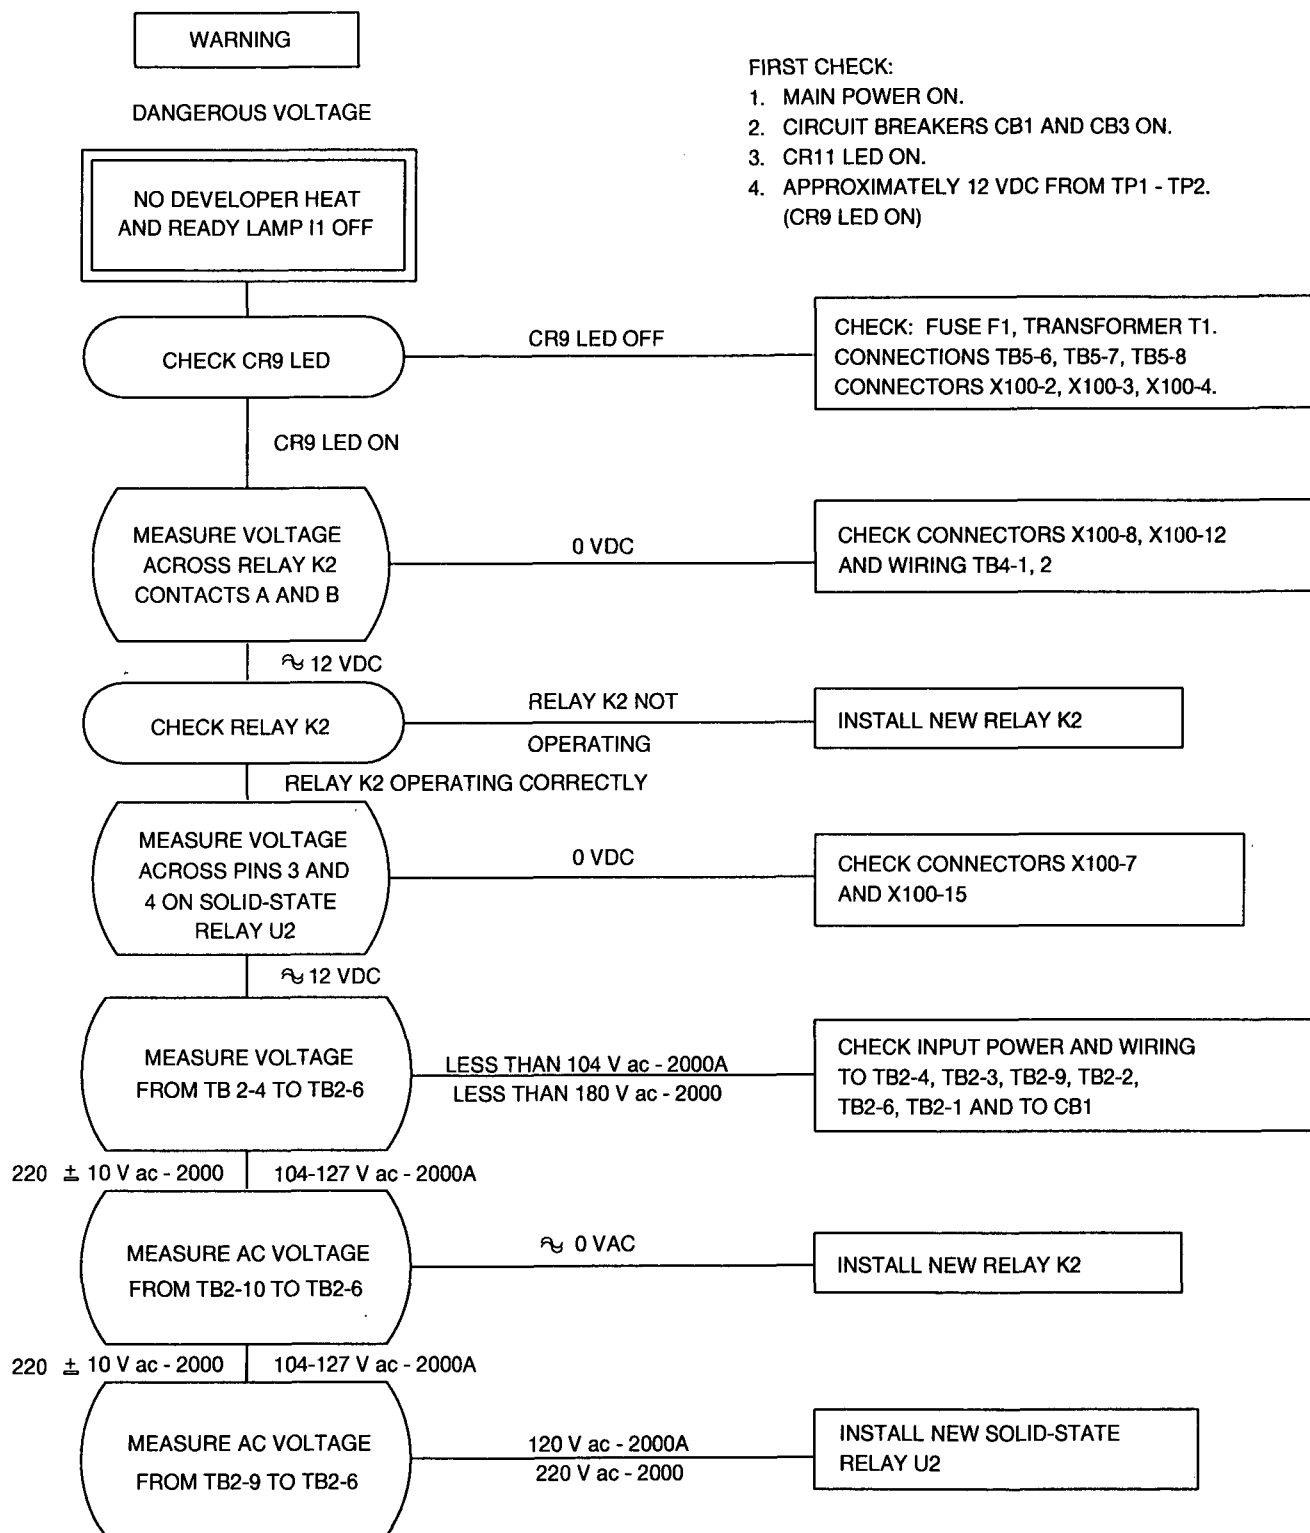 WARNING
DANGEROUS VOLTAGE
FIRST CHECK:
1. MAIN POWER ON.
2. CIRCUIT BREAKERS CB1 AND CB3 ON.
3. CR11 LED ON.
4. APPROXIMATELY 12 VDC FROM TP1 - TP2.
(CR9 LED ON)
NO DEVELOPER HEAT
AND READY LAMP I1 OFF
CHECK CR9 LED
CR9 LED OFF
CHECK: FUSE F1, TRANSFORMER T1.
CONNECTIONS TB5-6, TB5-7, TB5-8
CONNECTORS X100-2, X100-3, X100-4.
CR9 LED ON
MEASURE VOLTAGE
ACROSS RELAY K2
CONTACTS A AND B
0 VDC
CHECK CONNECTORS X100-8, X100-12
AND WIRING TB4-1, 2
≈ 12 VDC
CHECK RELAY K2
RELAY K2 NOT
OPERATING
INSTALL NEW RELAY K2
RELAY K2 OPERATING CORRECTLY
MEASURE VOLTAGE
ACROSS PINS 3 AND
4 ON SOLID-STATE
RELAY U2
0 VDC
CHECK CONNECTORS X100-7
AND X100-15
≈ 12 VDC
MEASURE VOLTAGE
FROM TB 2-4 TO TB2-6
LESS THAN 104 V ac - 2000A
LESS THAN 180 V ac - 2000
CHECK INPUT POWER AND WIRING
TO TB2-4, TB2-3, TB2-9, TB2-2,
TB2-6, TB2-1 AND TO CB1
220 ± 10 V ac - 2000
104-127 V ac - 2000A
MEASURE AC VOLTAGE
FROM TB2-10 TO TB2-6
≈ 0 VAC
INSTALL NEW RELAY K2
220 ± 10 V ac - 2000
104-127 V ac - 2000A
MEASURE AC VOLTAGE
FROM TB2-9 TO TB2-6
120 V ac - 2000A
220 V ac - 2000
INSTALL NEW SOLID-STATE
RELAY U2